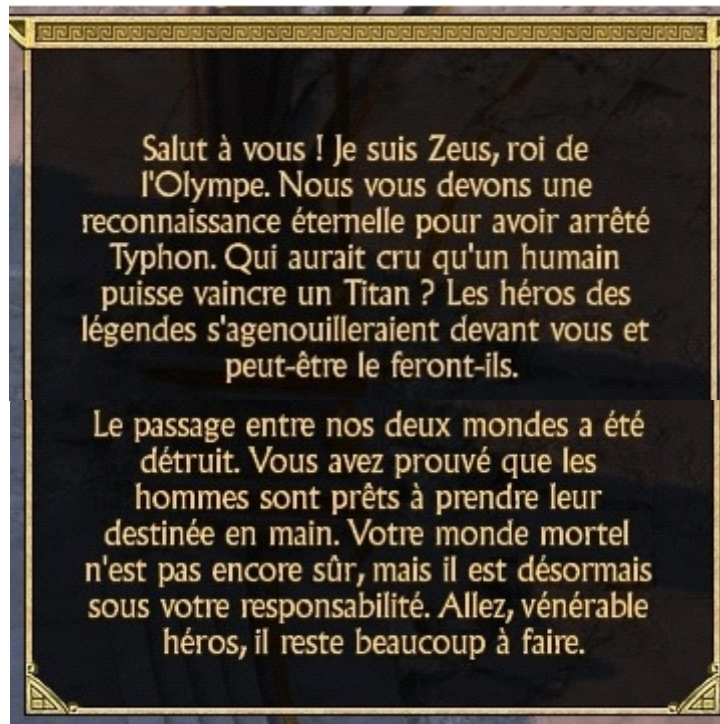 Salut à vous ! Je suis Zeus, roi de
l'Olympe. Nous vous devons une
reconnaissance éternelle pour avoir arrêté
Typhon. Qui aurait cru qu'un humain
puisse vaincre un Titan ? Les héros des
légendes s'agenouilleraient devant vous et
peut-être le feront-ils.
Le passage entre nos deux mondes a été
détruit. Vous avez prouvé que les
hommes sont prêts à prendre leur
destinée en main. Votre monde mortel
n'est pas encore sûr, mais il est désormais
sous votre responsabilité. Allez, vénérable
héros, il reste beaucoup à faire.